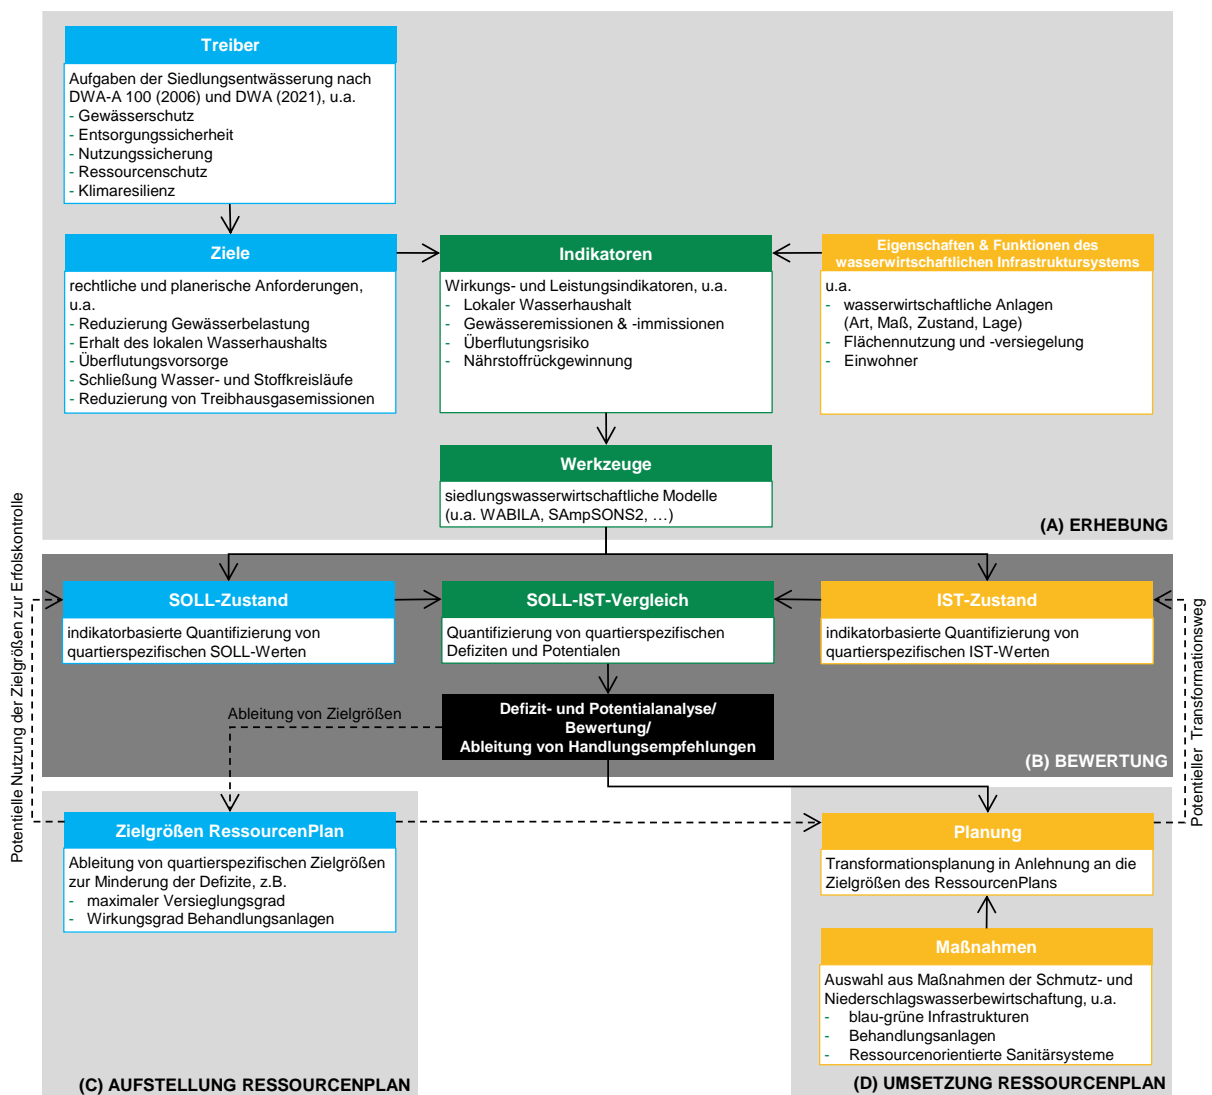 Treiber
Aufgaben der Siedlungsentwässerung nach
DWA-A 100 (2006) und DWA (2021), u.a.
- Gewässerschutz
- Entsorgungssicherheit
- Nutzungssicherung
- Ressourcenschutz
- Klimaresilienz
Ziele
rechtliche und planerische Anforderungen,
u.a.
- Reduzierung Gewässerbelastung
- Erhalt des lokalen Wasserhaushalts
- Überflutungsvorsorge
- Schließung Wasser- und Stoffkreisläufe
- Reduzierung von Treibhausgasemissionen
Indikatoren
Wirkungs- und Leistungsindikatoren, u.a.
- Lokaler Wasserhaushalt
- Gewässeremissionen & -immissionen
- Überflutungsrisiko
- Nährstoffrückgewinnung
Eigenschaften & Funktionen des
wasserwirtschaftlichen Infrastruktursystems
u.a.
- wasserwirtschaftliche Anlagen
(Art, Maß, Zustand, Lage)
- Flächennutzung und -versiegelung
- Einwohner
Werkzeuge
siedlungswasserwirtschaftliche Modelle
(u.a. WABILA, SAmpSONS2, …)
(A) ERHEBUNG
SOLL-Zustand
indikatorbasierte Quantifizierung von
quartierspezifischen SOLL-Werten
SOLL-IST-Vergleich
Quantifizierung von quartierspezifischen
Defiziten und Potentialen
IST-Zustand
indikatorbasierte Quantifizierung von
quartierspezifischen IST-Werten
Ableitung von Zielgrößen
Defizit- und Potentialanalyse/
Bewertung/
Ableitung von Handlungsempfehlungen
(B) BEWERTUNG
Potentielle Nutzung der Zielgrößen zur Erfolskontrolle
Potentieller Transformationsweg
Zielgrößen RessourcenPlan
Ableitung von quartierspezifischen Zielgrößen
zur Minderung der Defizite, z.B.
- maximaler Versieglungsgrad
- Wirkungsgrad Behandlungsanlagen
(C) AUFSTELLUNG RESSOURCENPLAN
Planung
Transformationsplanung in Anlehnung an die
Zielgrößen des RessourcenPlans
Maßnahmen
Auswahl aus Maßnahmen der Schmutz- und
Niederschlagswasserbewirtschaftung, u.a.
- blau-grüne Infrastrukturen
- Behandlungsanlagen
- Ressourcenorientierte Sanitärsysteme
(D) UMSETZUNG RESSOURCENPLAN